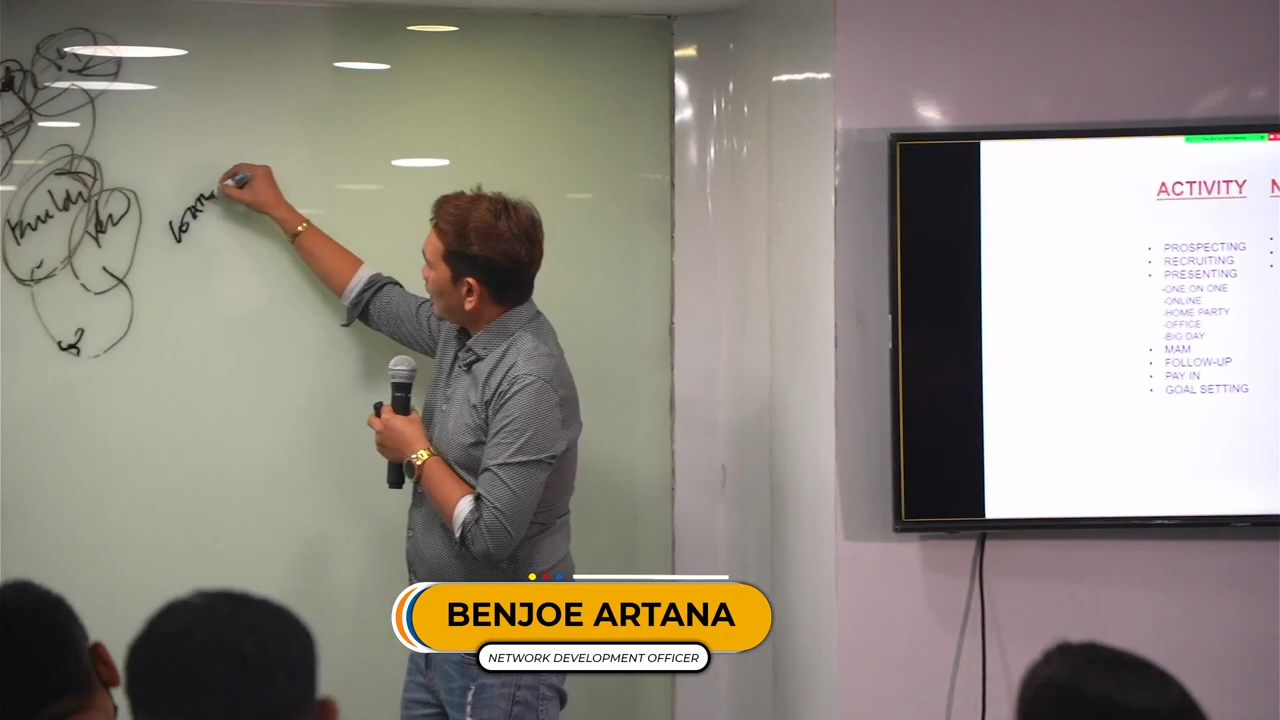 ACTIVITY N
• PROSPECTING
• RECRUITING
• PRESENTING
-ONE ON ONE
-ONLINE
-HOME PARTY
-OFFICE
-BIG DAY
• MAM
• FOLLOW-UP
• PAY IN
• GOAL SETTING
BENJOE ARTANA
NETWORK DEVELOPMENT OFFICER